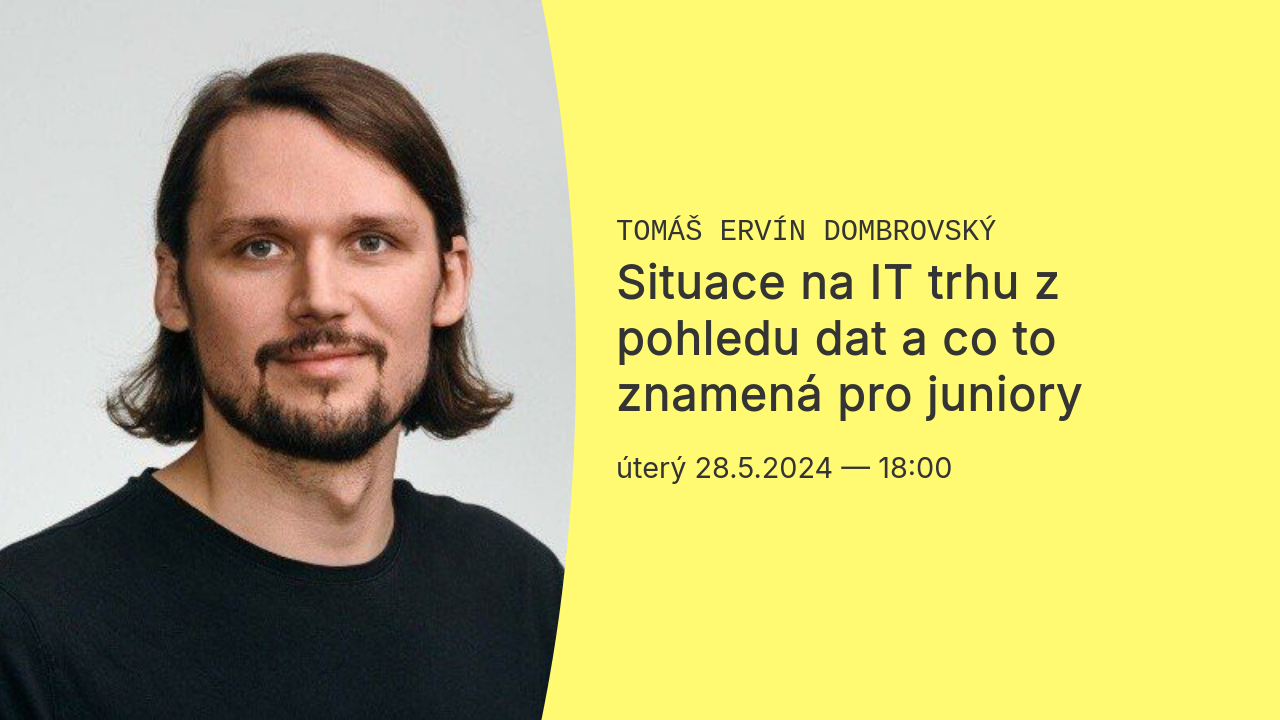 TOMÁŠ ERVÍN DOMBROVSKÝ
Situace na IT trhu z
pohledu dat a co to
znamená pro juniory
úterý 28.5.2024 — 18:00